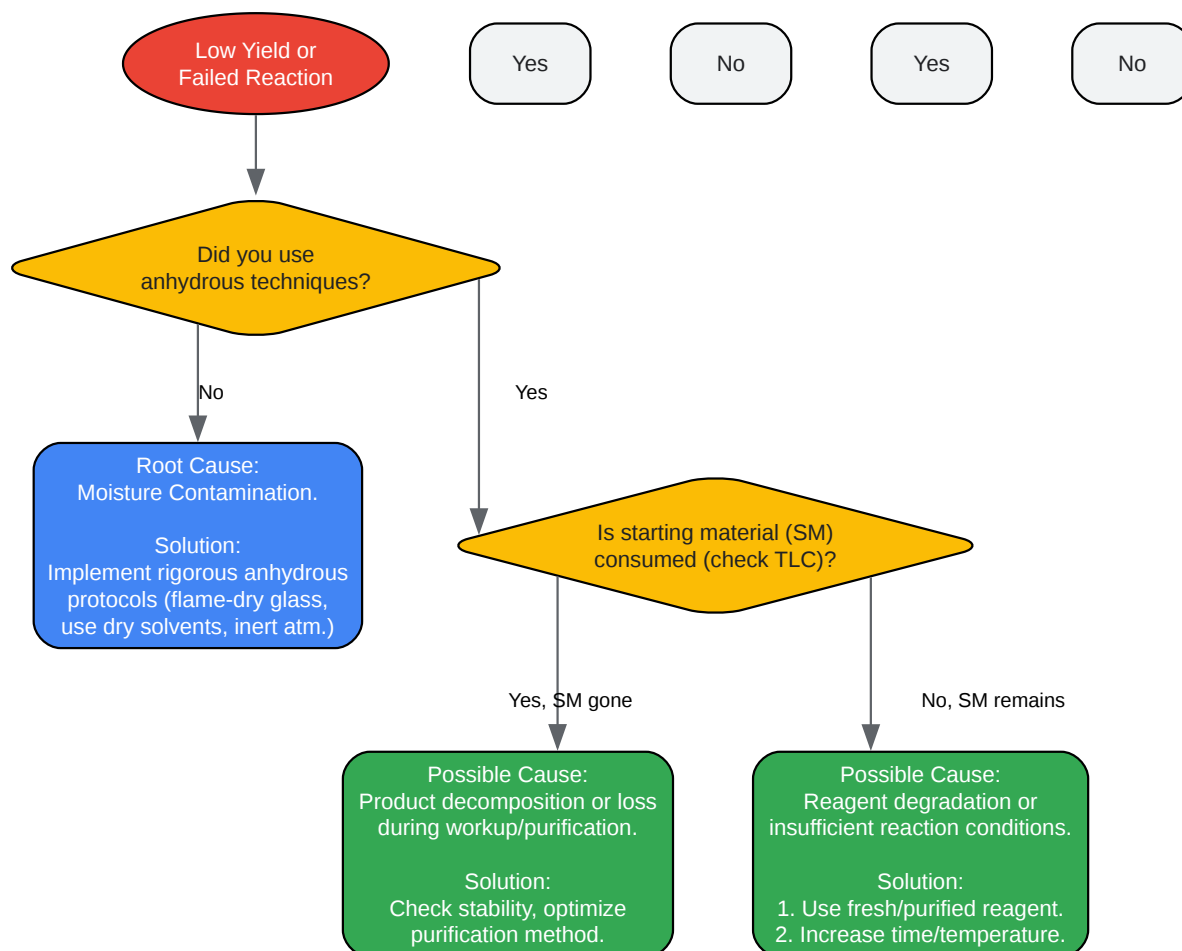 Low Yield or
Failed Reaction
Yes
No
Yes
No
Did you use
anhydrous techniques?
No
Yes
Root Cause:
Moisture Contamination.
Solution:
Implement rigorous anhydrous
protocols (flame-dry glass,
use dry solvents, inert atm.)
Is starting material (SM)
consumed (check TLC)?
Yes, SM gone
No, SM remains
Possible Cause:
Product decomposition or loss
during workup/purification.
Solution:
Check stability, optimize
purification method.
Possible Cause:
Reagent degradation or
insufficient reaction conditions.
Solution:
1. Use fresh/purified reagent.
2. Increase time/temperature.